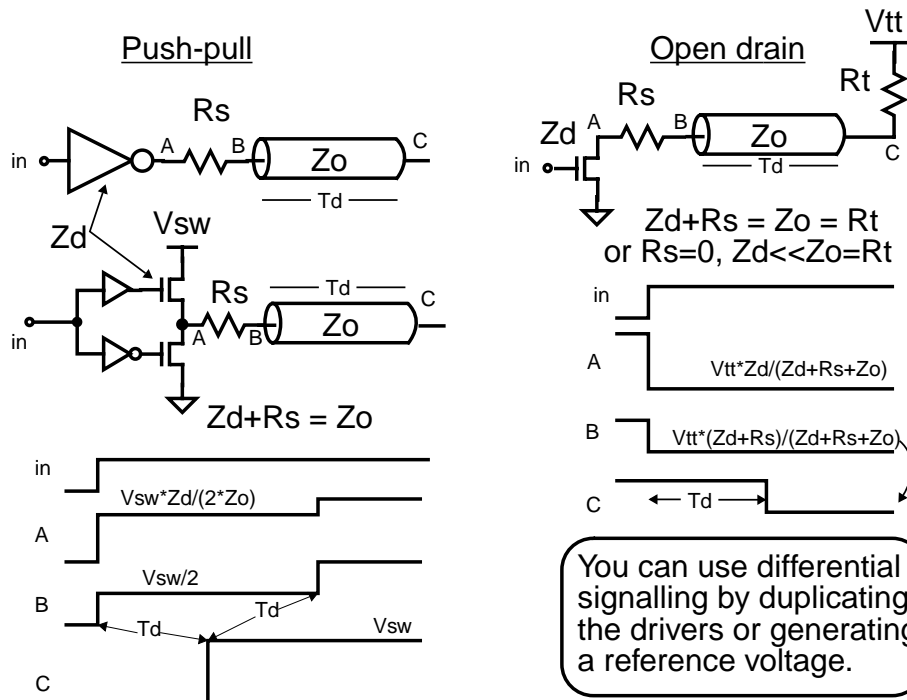 Push-pull
Rs
A
B
C
in
Zo
Td
Zd
Vsw
Td
C
Rs
in
A
B
Zo
Zd+Rs = Zo
in
Vsw*Zd/(2*Zo)
A
Vsw/2
B
Td
Td
Vsw
C
Open drain
Vtt
Rt
Rs
Zd
A
B
Zo
C
in
Td
Zd+Rs = Zo = Rt
or Rs=0, Zd<<Zo=Rt
in
A
Vtt*Zd/(Zd+Rs+Zo)
B
Vtt*(Zd+Rs)/(Zd+Rs+Zo)
C
Td
You can use differential
signalling by duplicating
the drivers or generating
a reference voltage.